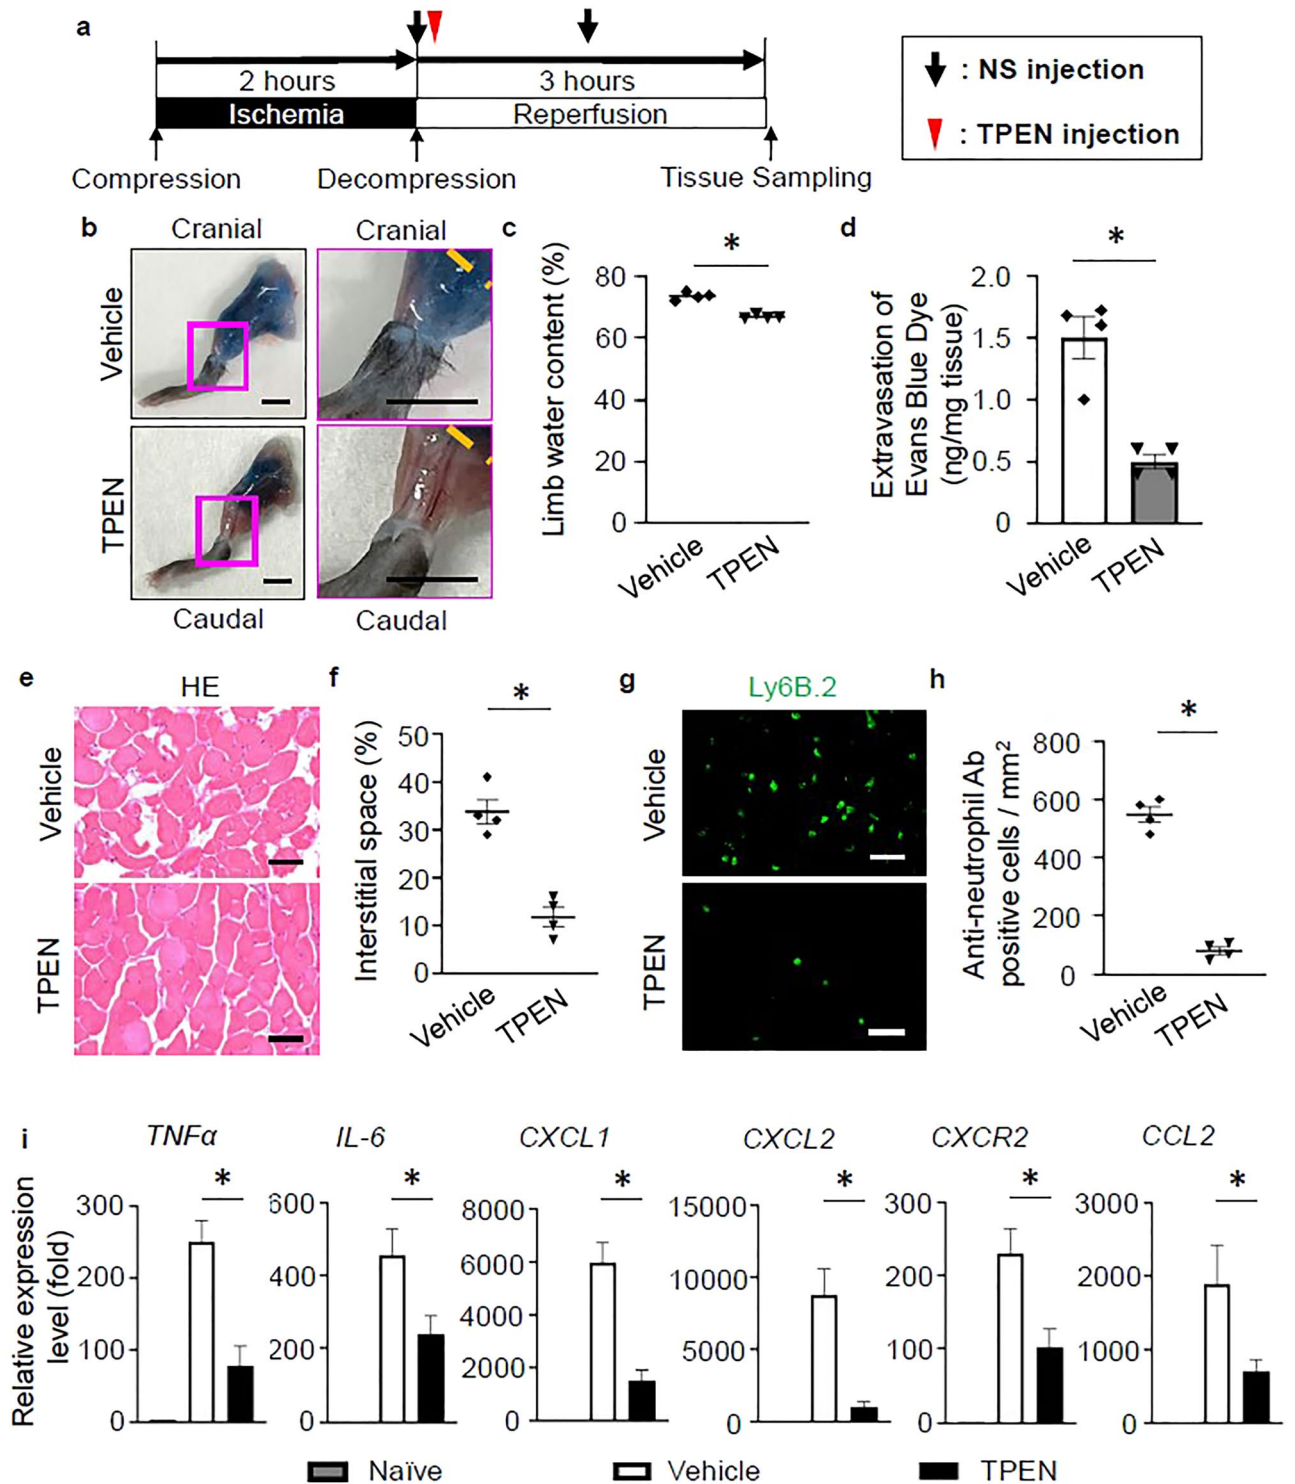 a
2 hours
3 hours
Ischemia
Reperfusion
Compression
Decompression
Tissue Sampling
: NS injection
: TPEN injection
b
Cranial
Cranial
Vehicle
TPEN
Caudal
Caudal
c
*
Limb water content (%)
80
60
40
20
0
Vehicle
TPEN
d
*
Extravasation of
Evans Blue Dye
(ng/mg tissue)
2.0
1.5
1.0
0.5
0
Vehicle
TPEN
e
HE
Vehicle
TPEN
f
*
Interstitial space (%)
50
40
30
20
10
0
Vehicle
TPEN
g
Ly6B.2
Vehicle
TPEN
h
*
Anti-neutrophil Ab
positive cells / mm²
800
600
400
200
0
Vehicle
TPEN
i
Relative expression
level (fold)
TNFα
*
300
200
100
0
IL-6
*
600
400
200
0
CXCL1
*
8000
6000
4000
2000
0
CXCL2
*
15000
10000
5000
0
CXCR2
*
300
200
100
0
CCL2
*
3000
2000
1000
0
Naïve
Vehicle
TPEN